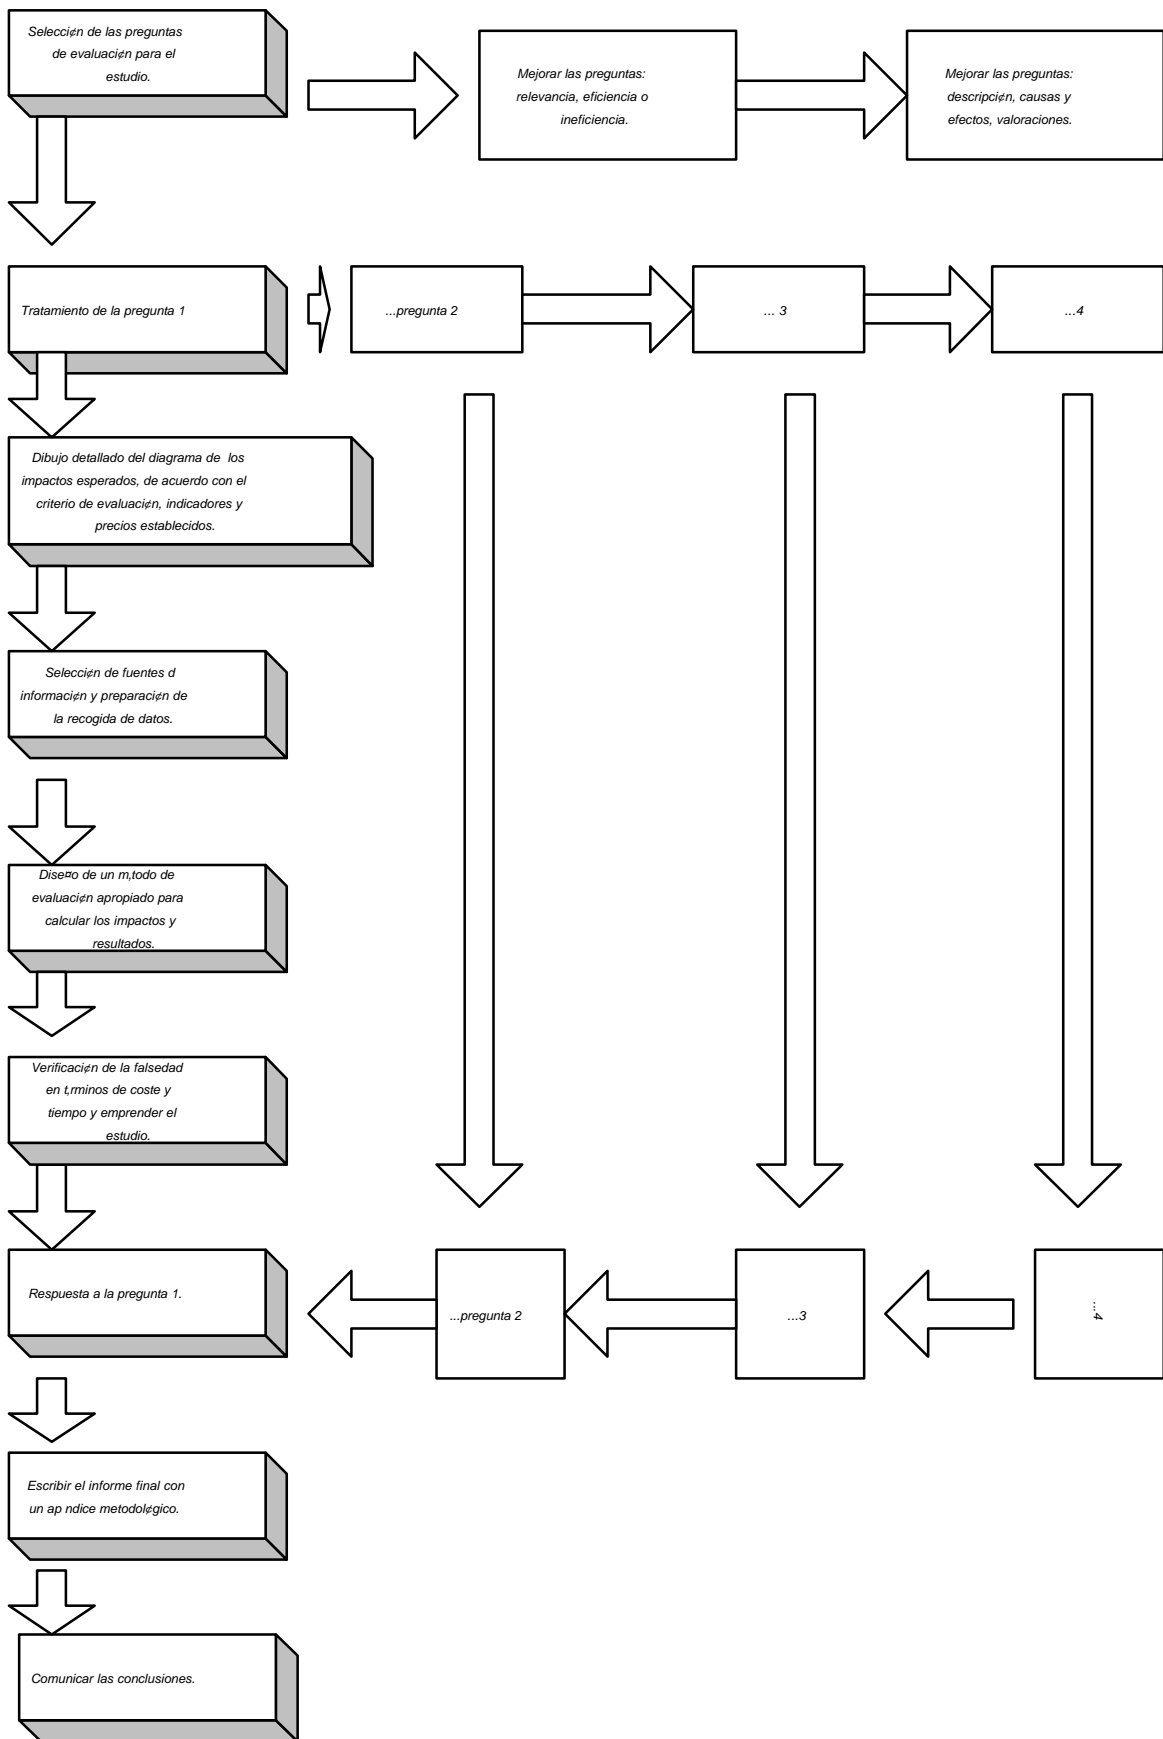 Selecci¢n de las preguntas
de evaluaci¢n para el
estudio.
Mejorar las preguntas:
relevancia, eficiencia o
ineficiencia.
Mejorar las preguntas:
descripci¢n, causas y
efectos, valoraciones.
Tratamiento de la pregunta 1
...pregunta 2
... 3
...4
Dibujo detallado del diagrama de los
impactos esperados, de acuerdo con el
criterio de evaluaci¢n, indicadores y
precios establecidos.
Selecci¢n de fuentes d
informaci¢n y preparaci¢n de
la recogida de datos.
Dise¤o de un m‚todo de
evaluaci¢n apropiado para
calcular los impactos y
resultados.
Verificaci¢n de la falsedad
en t‚rminos de coste y
tiempo y emprender el
estudio.
Respuesta a la pregunta 1.
...pregunta 2
...3
...4
Escribir el informe final con
un ap ndice metodol¢gico.
Comunicar las conclusiones.